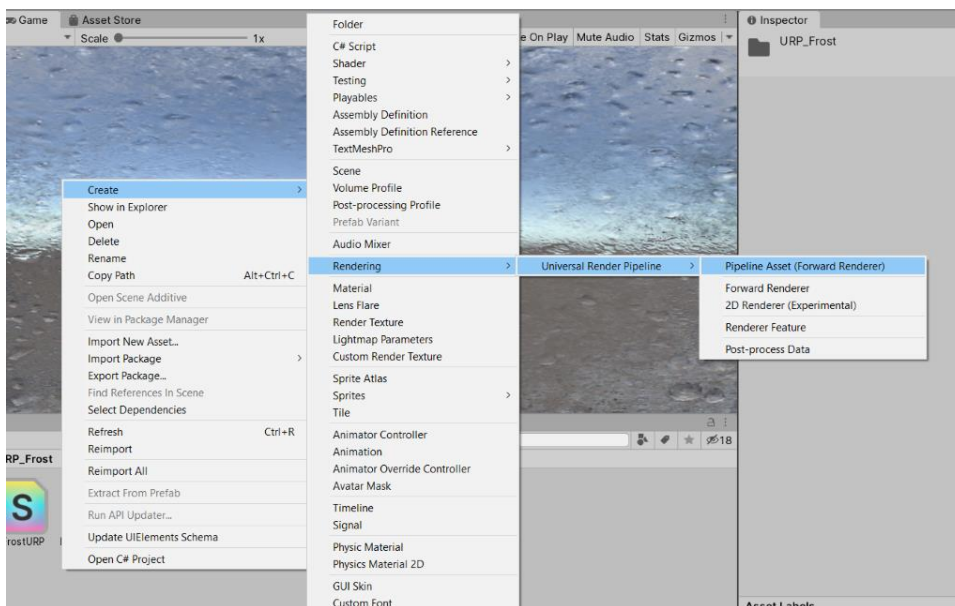 Game
Asset Store
Scale
1x
e On Play
Mute Audio
Stats
Gizmos
Create
Show in Explorer
Open
Delete
Rename
Copy Path Alt+Ctrl+C
Open Scene Additive
View in Package Manager
Import New Asset...
Import Package
Export Package...
Find References In Scene
Select Dependencies
Refresh Ctrl+R
Reimport
Reimport All
Extract From Prefab
Run API Updater...
Update UIElements Schema
Open C# Project
Folder
C# Script
Shader
Testing
Playables
Assembly Definition
Assembly Definition Reference
TextMeshPro
Scene
Volume Profile
Post-processing Profile
Prefab Variant
Audio Mixer
Rendering
Material
Lens Flare
Render Texture
Lightmap Parameters
Custom Render Texture
Sprite Atlas
Sprites
Tile
Animator Controller
Animation
Animator Override Controller
Avatar Mask
Timeline
Signal
Physic Material
Physics Material 2D
GUI Skin
Custom Font
Universal Render Pipeline
Pipeline Asset (Forward Renderer)
Forward Renderer
2D Renderer (Experimental)
Renderer Feature
Post-process Data
Inspector
URP_Frost
18
RP_Frost
S
rostURP
Asset Labels